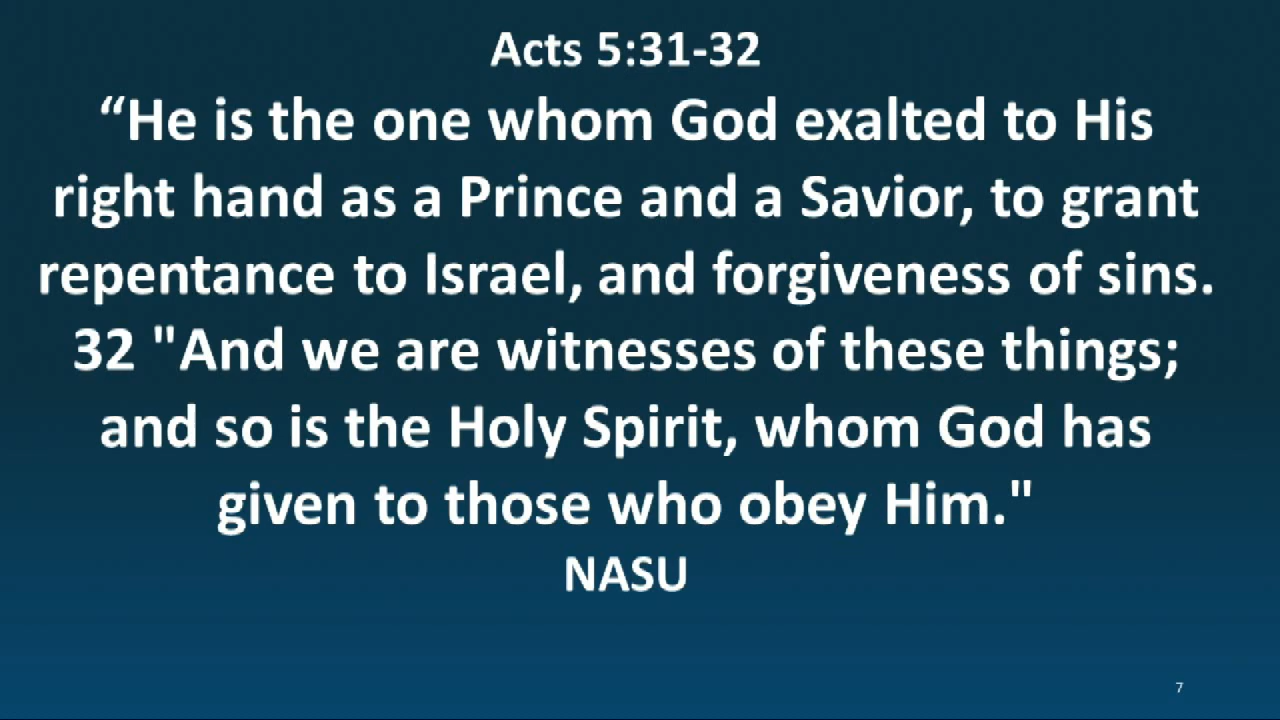 Acts 5:31-32
“He is the one whom God exalted to His
right hand as a Prince and a Savior, to grant
repentance to Israel, and forgiveness of sins.
32 "And we are witnesses of these things;
and so is the Holy Spirit, whom God has
given to those who obey Him."
NASU
7